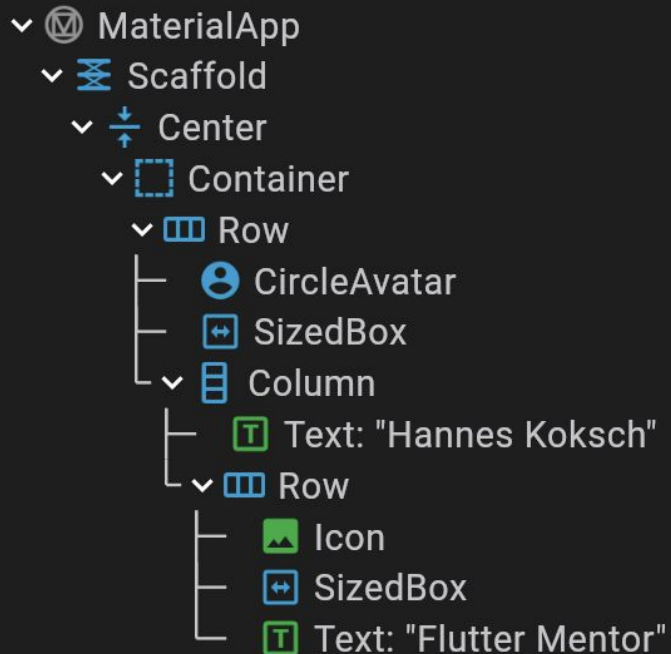 MaterialApp
Scaffold
Center
Container
Row
CircleAvatar
SizedBox
Column
Text: "Hannes Koksch"
Row
Icon
SizedBox
Text: "Flutter Mentor"